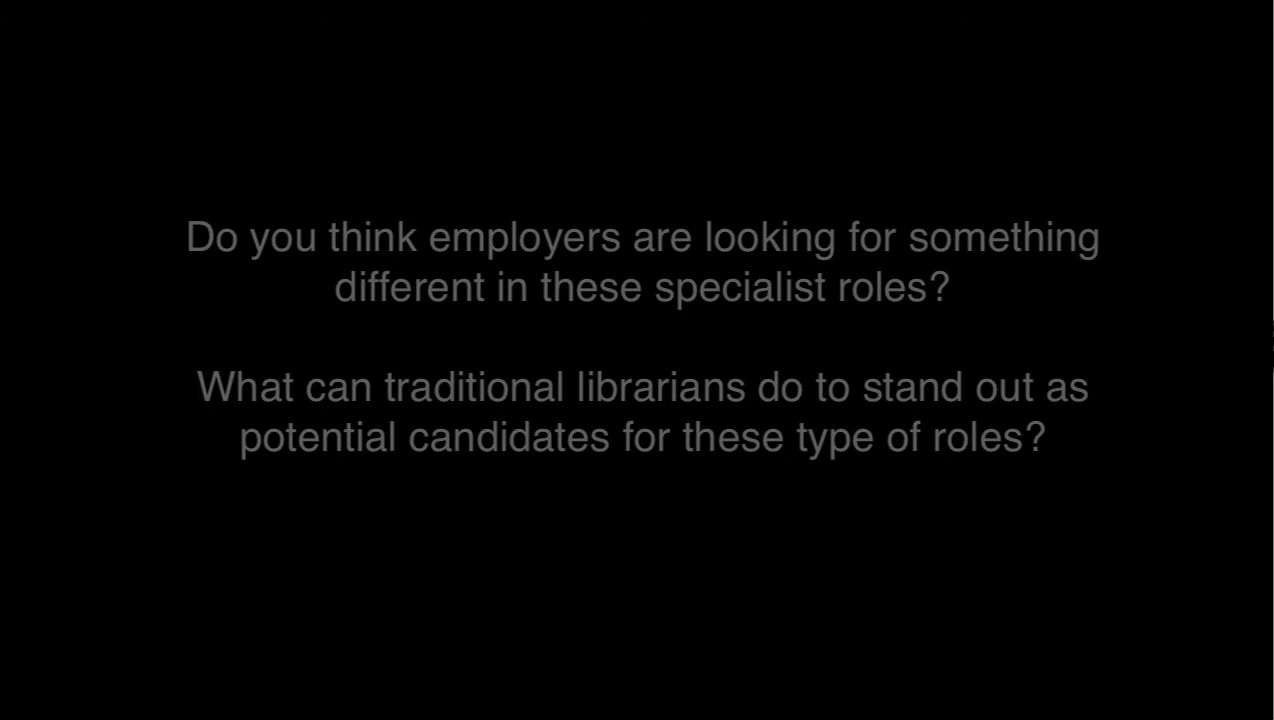 Do you think employers are looking for something
different in these specialist roles?
What can traditional librarians do to stand out as
potential candidates for these type of roles?